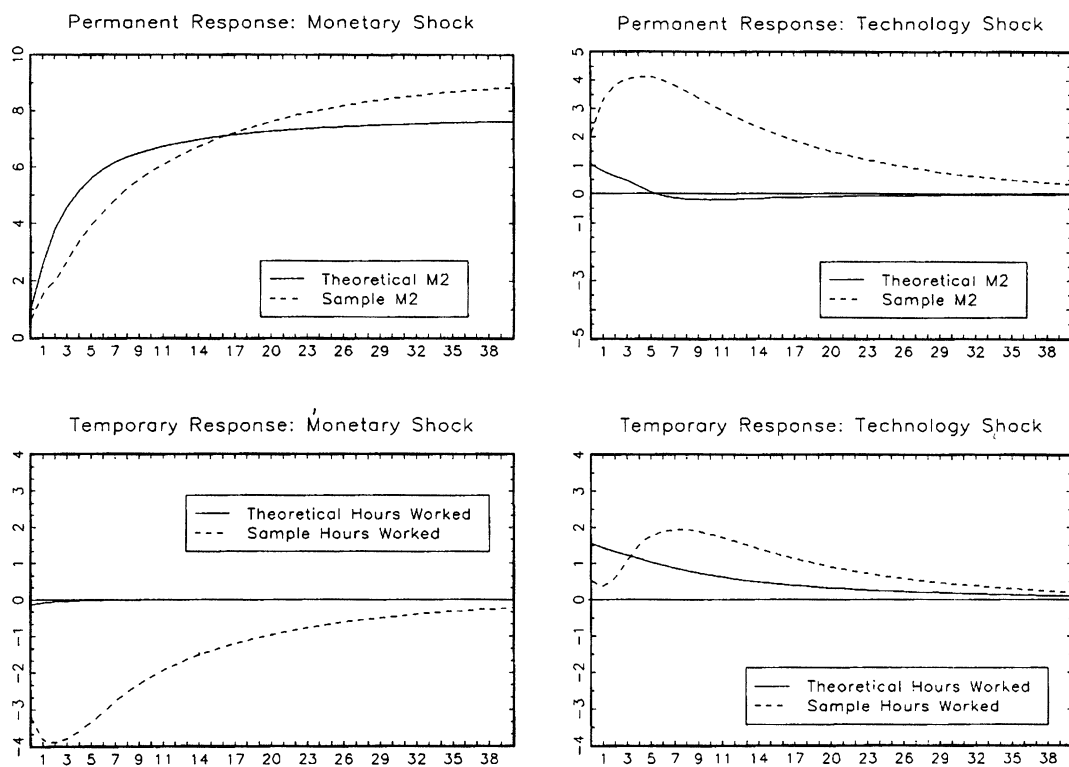 Permanent Response: Monetary Shock
10
8
6
4
2
0
Theoretical M2
Sample M2
1 3 5 7 9 11 14 17 20 23 26 29 32 35 38
Permanent Response: Technology Shock
5
4
3
2
1
0
-1
-3
-5
Theoretical M2
Sample M2
1 3 5 7 9 11 14 17 20 23 26 29 32 35 38
Temporary Response: Monetary Shock
4
3
2
1
0
-1
-2
-3
-4
Theoretical Hours Worked
Sample Hours Worked
1 3 5 7 9 11 14 17 20 23 26 29 32 35 38
Temporary Response: Technology Shock
4
3
2
1
0
-1
-2
-3
-4
Theoretical Hours Worked
Sample Hours Worked
1 3 5 7 9 11 14 17 20 23 26 29 32 35 38